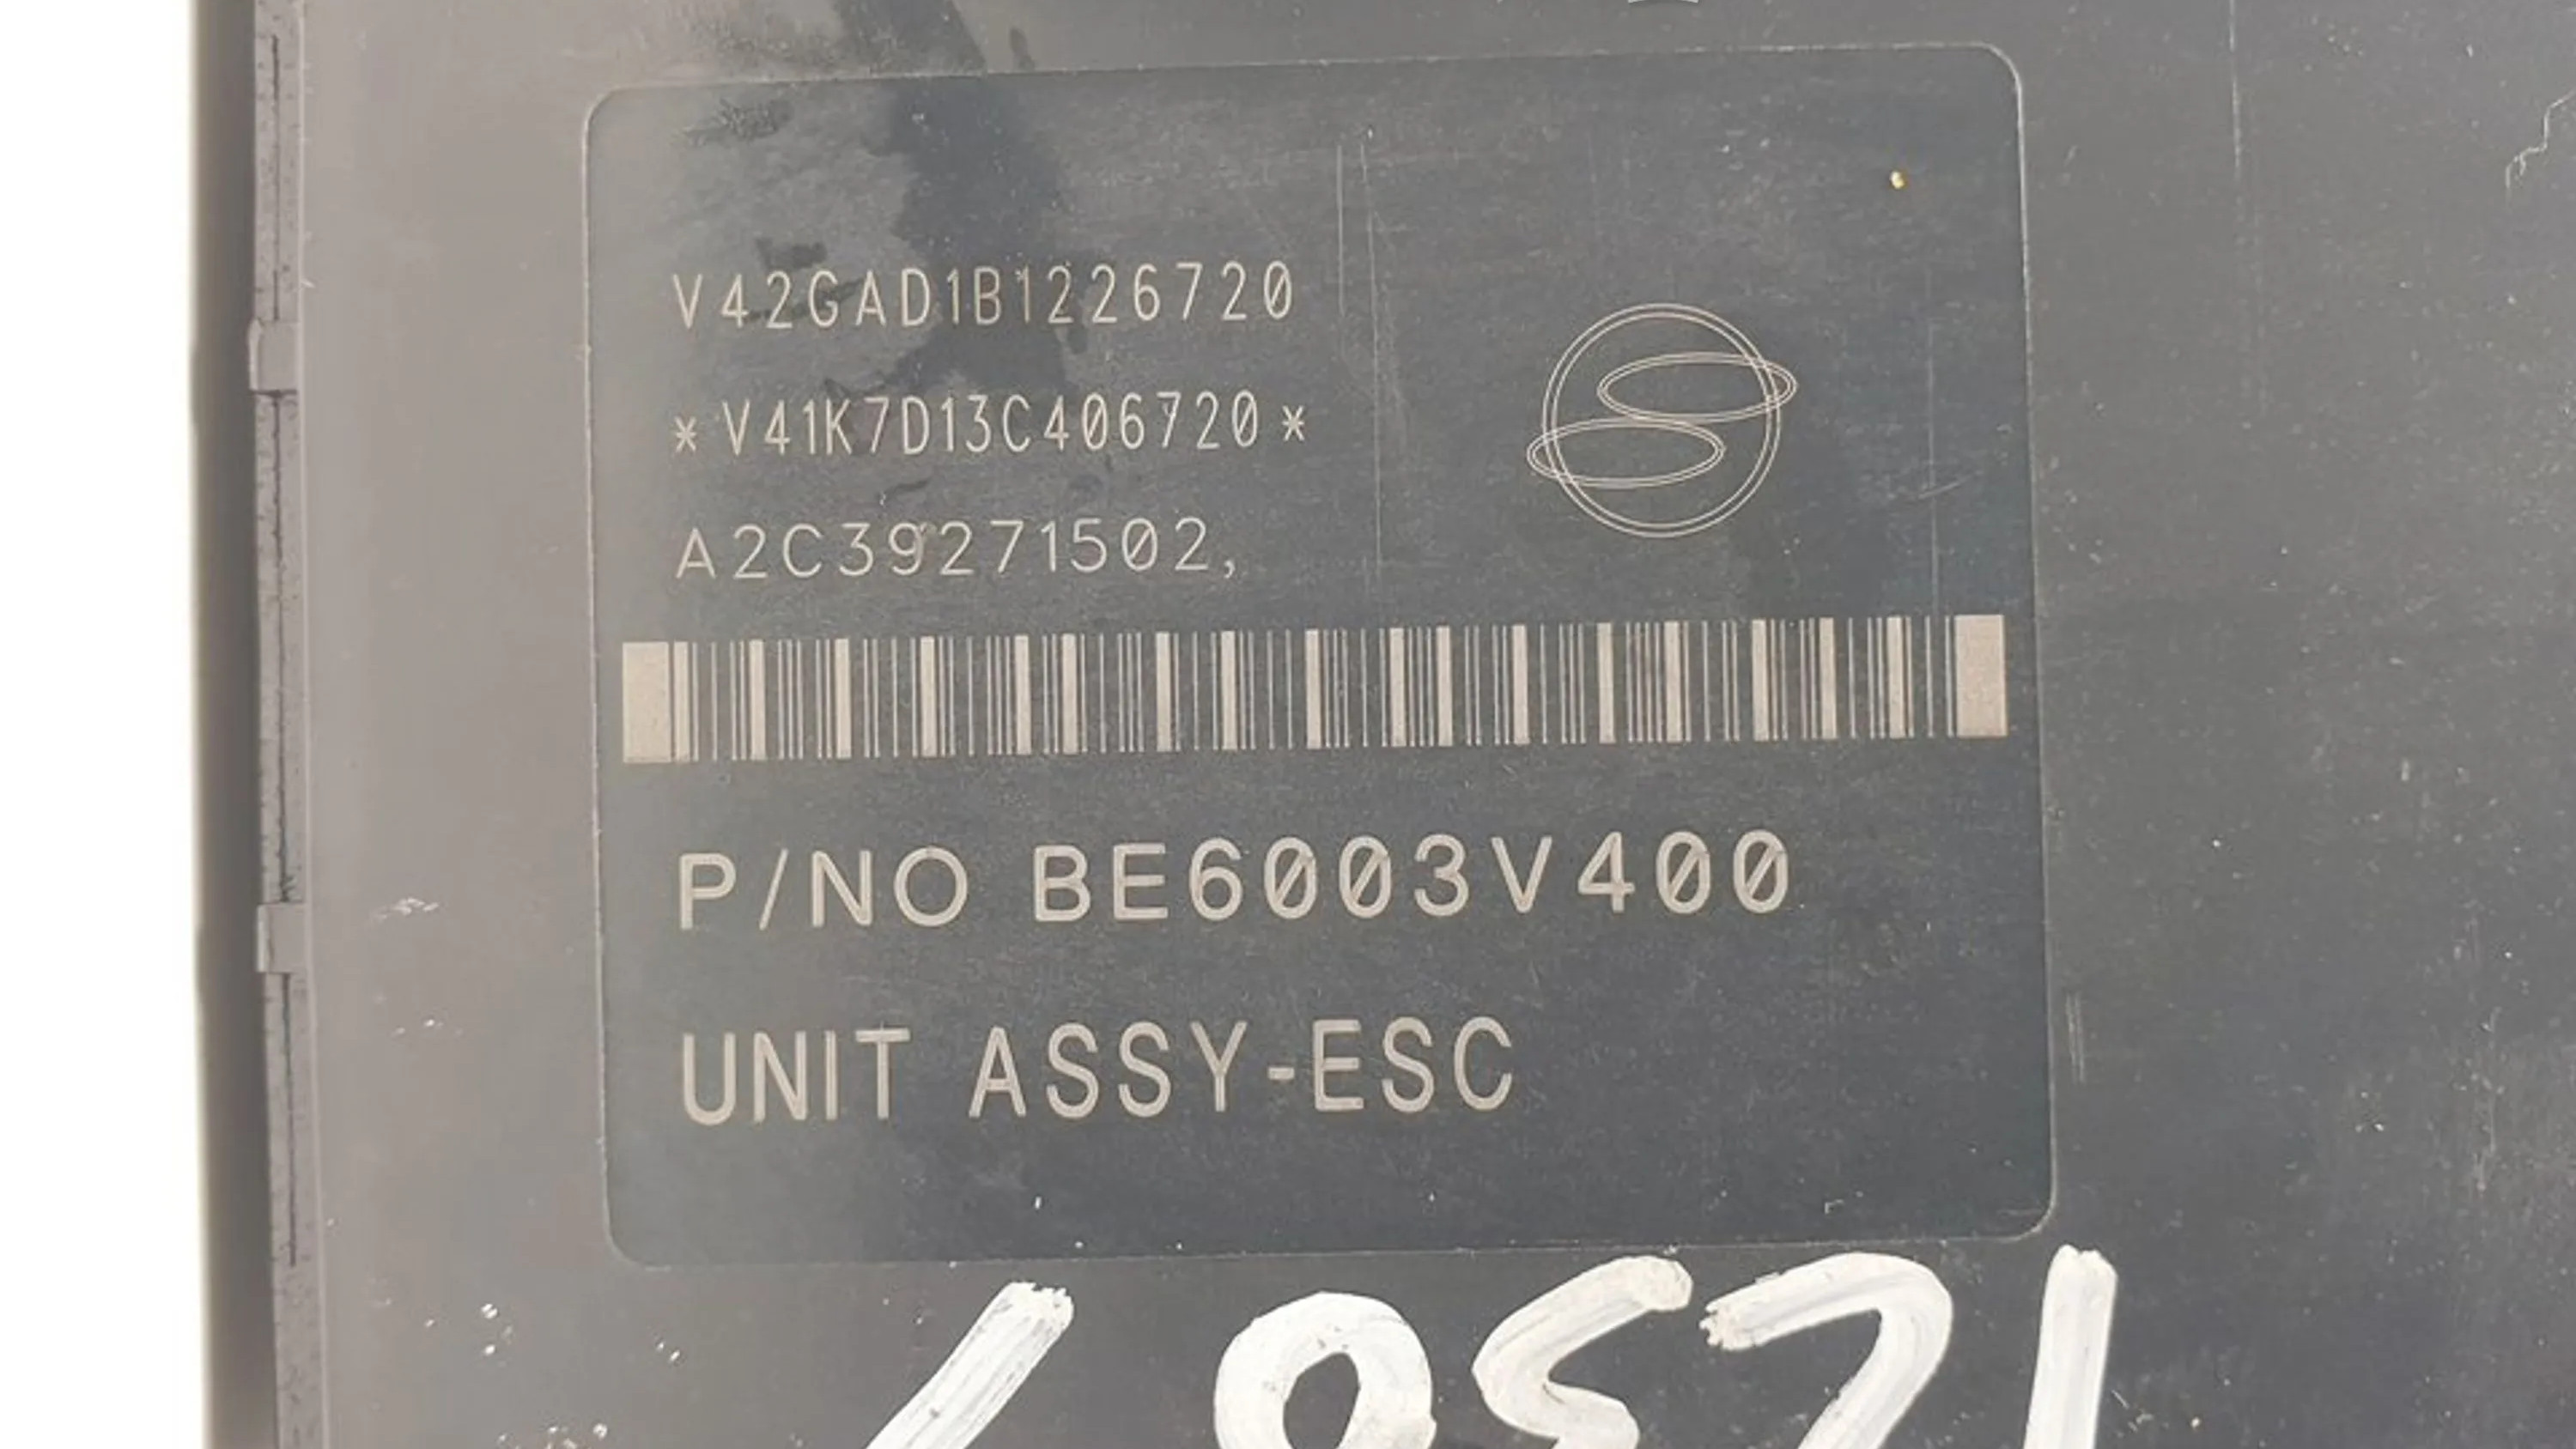 V42GAD1B1226720
*V41K7D13C406720*
A2C39271502,
P/NO BE6003V400
UNIT ASSY-ESC